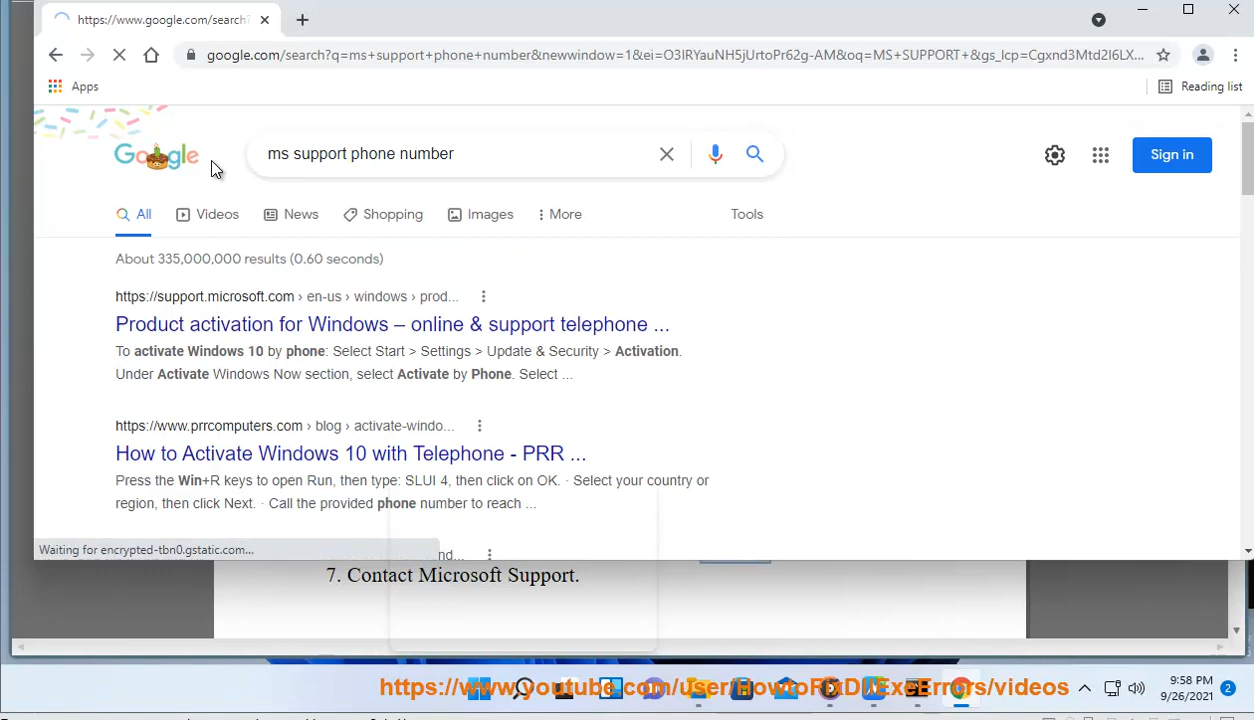 https://www.google.com/search?
google.com/search?q=ms+support+phone+number&newwindow=1&ei=O3IRYauNH5jUrtoPr62g-AM&oq=MS+SUPPORT+&gs_lcp=Cgxnd3Mtd2l6LX...
Apps
Reading list
Google
ms support phone number
Sign in
All
Videos
News
Shopping
Images
More
Tools
About 335,000,000 results (0.60 seconds)
https://support.microsoft.com › en-us › windows › prod...
Product activation for Windows – online & support telephone ...
To activate Windows 10 by phone: Select Start > Settings > Update & Security > Activation.
Under Activate Windows Now section, select Activate by Phone. Select ...
https://www.prrcomputers.com › blog › activate-windo...
How to Activate Windows 10 with Telephone - PRR ...
Press the Win+R keys to open Run, then type: SLUI 4, then click on OK. · Select your country or
region, then click Next. · Call the provided phone number to reach ...
Waiting for encrypted-tbn0.gstatic.com...
nd...
7. Contact Microsoft Support.
https://www.youtube.com/user/HowtoFixDllExeErrors/videos
9:58 PM
9/26/2021
2